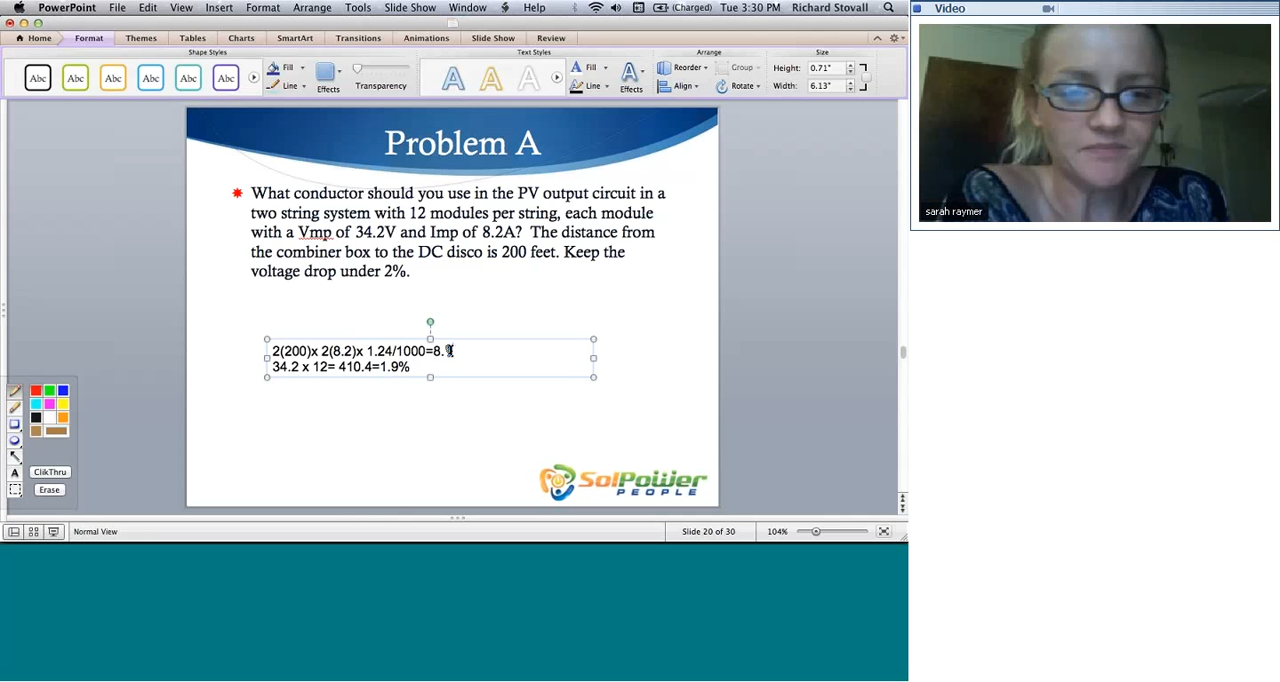 PowerPoint File Edit View Insert Format Arrange Tools Slide Show Window Help (Charged) Tue 3:30 PM Richard Stovall
Video
Home Format Themes Tables Charts SmartArt Transitions Animations Slide Show Review
Shape Styles Text Styles Arrange Size
Abc Abc Abc Abc Abc Abc
Fill
Line
Effects
Transparency
A A A
Fill
Line
Effects
Reorder Group
Align Rotate
Height: 0.71"
Width: 6.13"
Problem A
What conductor should you use in the PV output circuit in a
two string system with 12 modules per string, each module
with a Vmp of 34.2V and Imp of 8.2A? The distance from
the combiner box to the DC disco is 200 feet. Keep the
voltage drop under 2%.
2(200)x 2(8.2)x 1.24/1000=8.
34.2 x 12= 410.4=1.9%
SolPower
PEOPLE
A
ClikThru
Erase
Normal View Slide 20 of 30 104%
sarah raymer